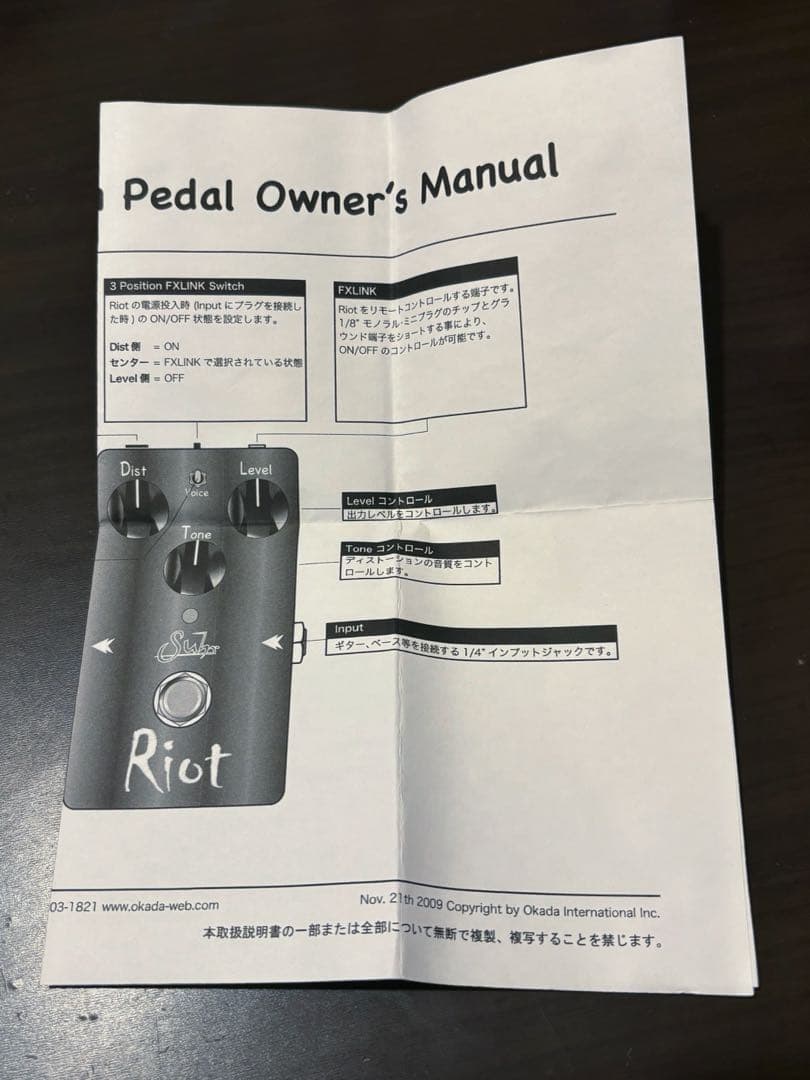 Pedal Owner's Manual
3 Position FXLINK Switch
Riot の電源投入時 (Input にプラグを接続し
た時 ) の ON/OFF 状態を設定します。
Dist 側 = ON
センター = FXLINK で選択されている状態
Level 側 = OFF
FXLINK
Riot をリモートコントロールする端子です。
1/8" モノラル・ミニプラグのチップとグラ
ウンド端子をショートする事により、
ON/OFF のコントロールが可能です。
Dist
Voice
Level
Tone
Level コントロール
出力レベルをコントロールします。
Tone コントロール
ディストーションの音質をコント
ロールします。
Input
ギター、ベース等を接続する 1/4" インプットジャックです。
Suhr
Riot
03-1821 www.okada-web.com
Nov. 21th 2009 Copyright by Okada International Inc.
本取扱説明書の一部または全部について無断で複製、複写することを禁じます。